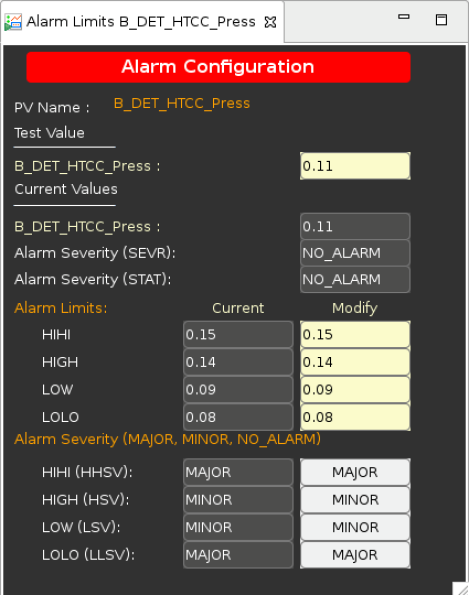 Alarm Limits B_DET_HTCC_Press
Alarm Configuration
PV Name : B_DET_HTCC_Press
Test Value
B_DET_HTCC_Press : 0.11
Current Values
B_DET_HTCC_Press : 0.11
Alarm Severity (SEVR): NO_ALARM
Alarm Severity (STAT): NO_ALARM
Alarm Limits: Current Modify
HIHI 0.15 0.15
HIGH 0.14 0.14
LOW 0.09 0.09
LOLO 0.08 0.08
Alarm Severity (MAJOR, MINOR, NO_ALARM)
HIHI (HHSV): MAJOR MAJOR
HIGH (HSV): MINOR MINOR
LOW (LSV): MINOR MINOR
LOLO (LLSV): MAJOR MAJOR